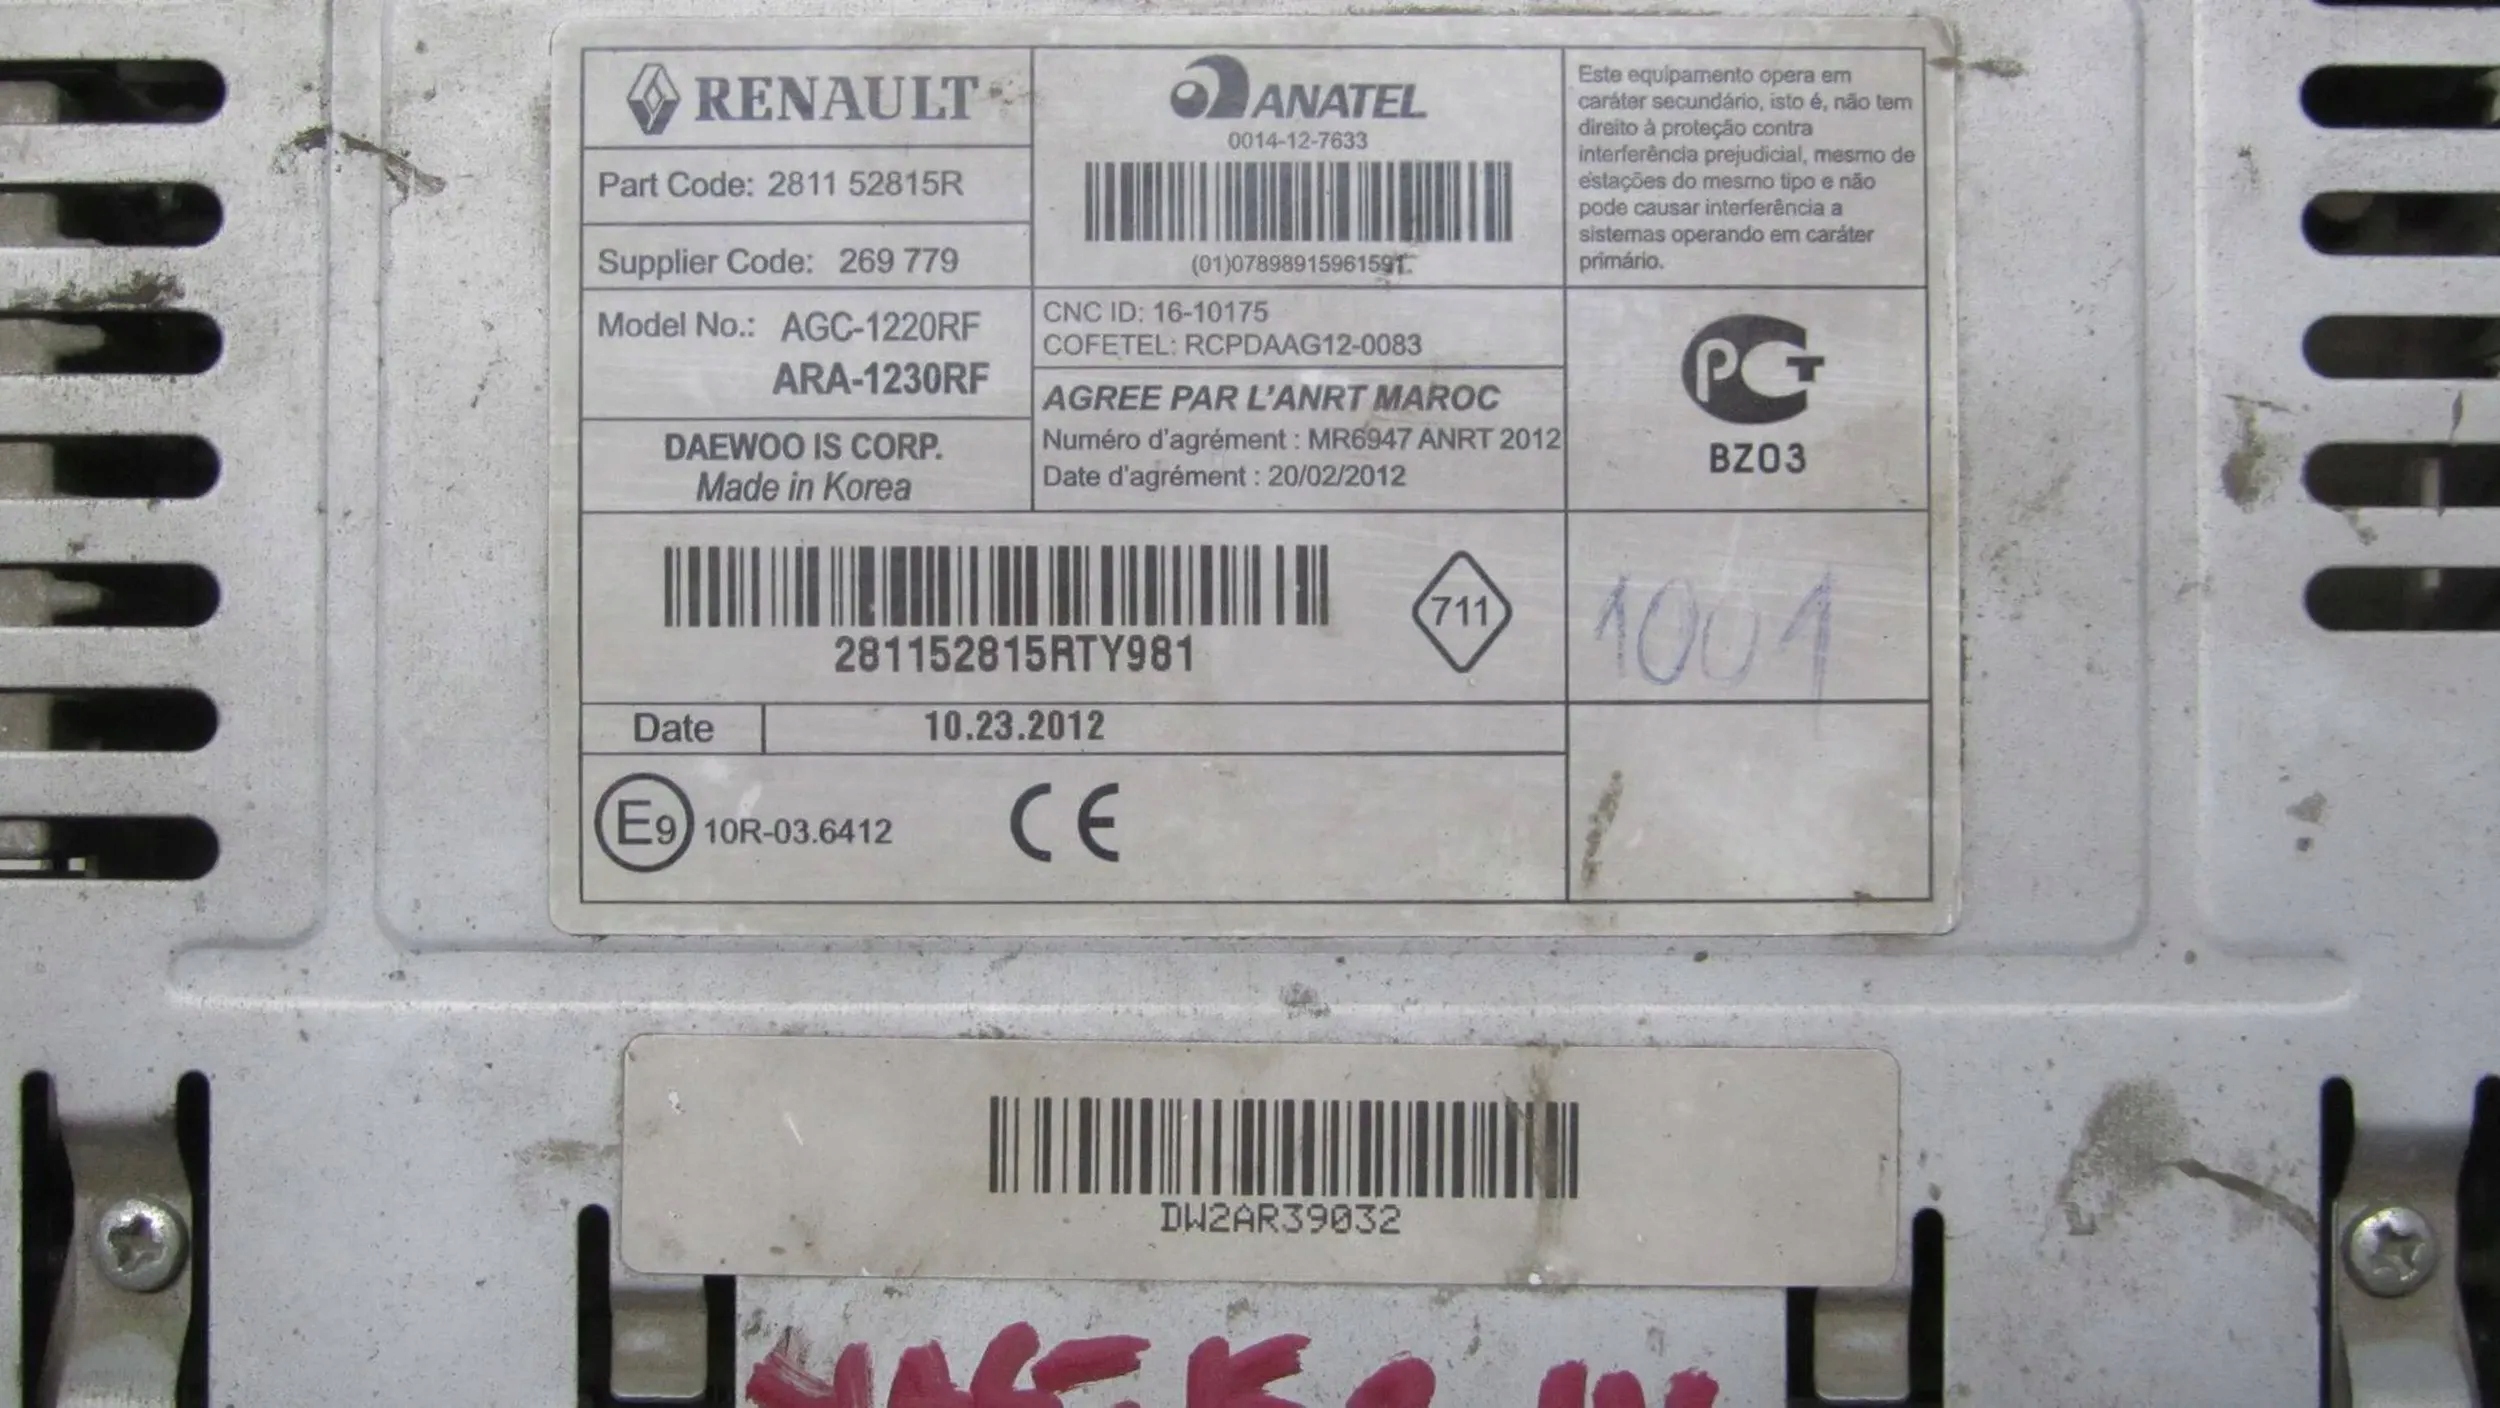 RENAULT
Part Code: 2811 52815R
Supplier Code: 269 779
Model No.: AGC-1220RF
ARA-1230RF
DAEWOO IS CORP.
Made in Korea
ANATEL
0014-12-7633
(01)07898915961591
CNC ID: 16-10175
COFETEL: RCPDAAG12-0083
AGREE PAR L'ANRT MAROC
Numéro d'agrément : MR6947 ANRT 2012
Date d'agrément : 20/02/2012
Este equipamento opera em
caráter secundário, isto é, não tem
direito à proteção contra
interferência prejudicial, mesmo de
estações do mesmo tipo e não
pode causar interferência a
sistemas operando em caráter
primário.
PCT
BZ03
281152815RTY981
711
1001
Date 10.23.2012
E9 10R-03.6412
CE
DW2AR39032